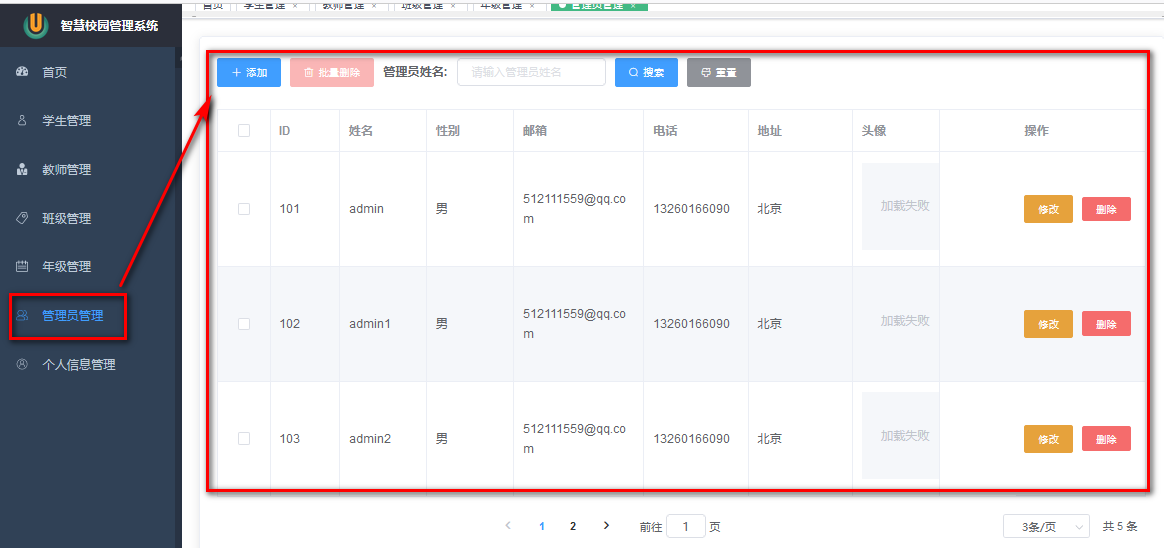 首页 学生管理 × 教师管理 × 班级管理 × 年级管理 × 管理员管理 ×
智慧校园管理系统
首页
学生管理
教师管理
班级管理
年级管理
管理员管理
个人信息管理
添加 批量删除 管理员姓名: 请输入管理员姓名 搜索 重置
ID 姓名 性别 邮箱 电话 地址 头像 操作
101 admin 男 512111559@qq.co
m 13260166090 北京 加载失败 修改 删除
102 admin1 男 512111559@qq.co
m 13260166090 北京 加载失败 修改 删除
103 admin2 男 512111559@qq.co
m 13260166090 北京 加载失败 修改 删除
1 2 前往 1 页 3条/页 共 5 条